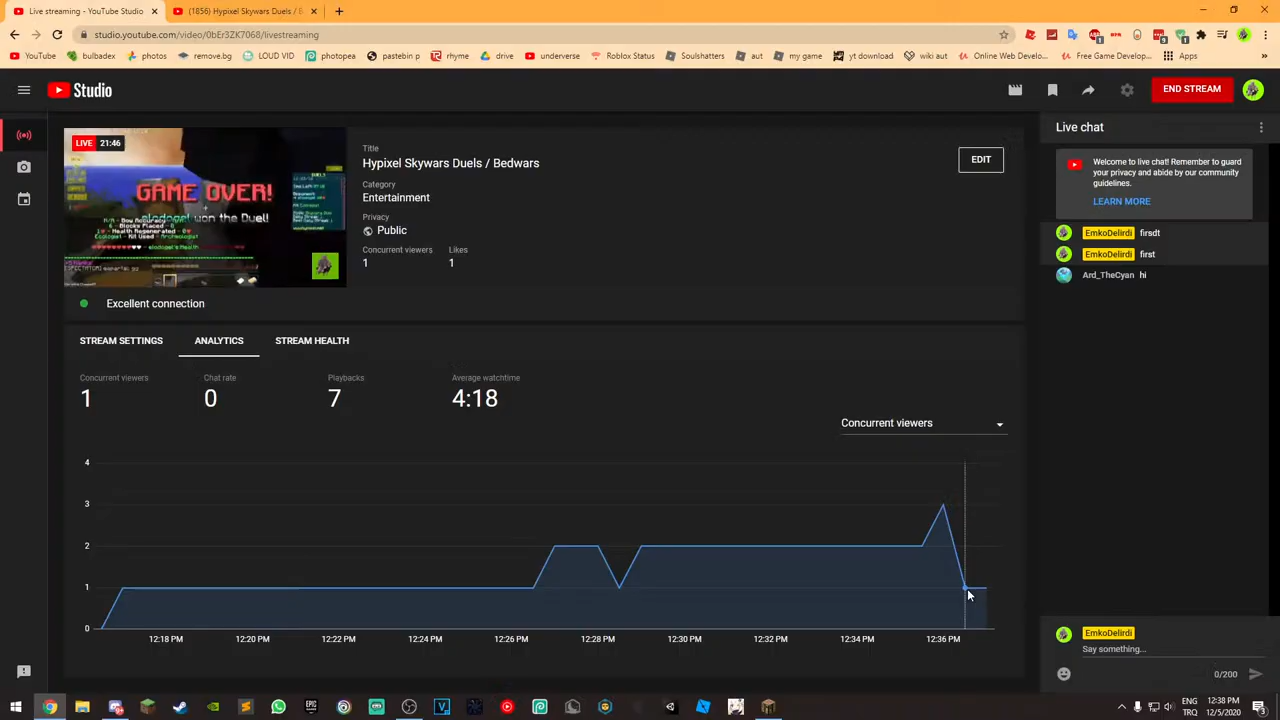 Live streaming - YouTube Studio
(1856) Hypixel Skywars Duels / B
studio.youtube.com/video/0bEr3ZK7068/livestreaming
YouTube
bulbadex
photos
remove.bg
LOUD VID
photopea
pastebin p
rhyme
drive
underverse
Roblox Status
Soulshatters
aut
my game
yt download
wiki aut
Online Web Develo...
Free Game Develop...
Apps
Studio
END STREAM
LIVE 21:46
GAME OVER!
won the Duel!
Title
Hypixel Skywars Duels / Bedwars
Category
Entertainment
Privacy
Public
Concurrent viewers
Likes
1
1
EDIT
Excellent connection
STREAM SETTINGS
ANALYTICS
STREAM HEALTH
Concurrent viewers
Chat rate
Playbacks
Average watchtime
1
0
7
4:18
Concurrent viewers
4
3
2
1
0
12:18 PM
12:20 PM
12:22 PM
12:24 PM
12:26 PM
12:28 PM
12:30 PM
12:32 PM
12:34 PM
12:36 PM
Live chat
Welcome to live chat! Remember to guard
your privacy and abide by our community
guidelines.
LEARN MORE
EmkoDelirdi firsdt
EmkoDelirdi first
Ard_TheCyan hi
EmkoDelirdi
Say something...
0/200
ENG
TRQ
12:38 PM
12/5/2020